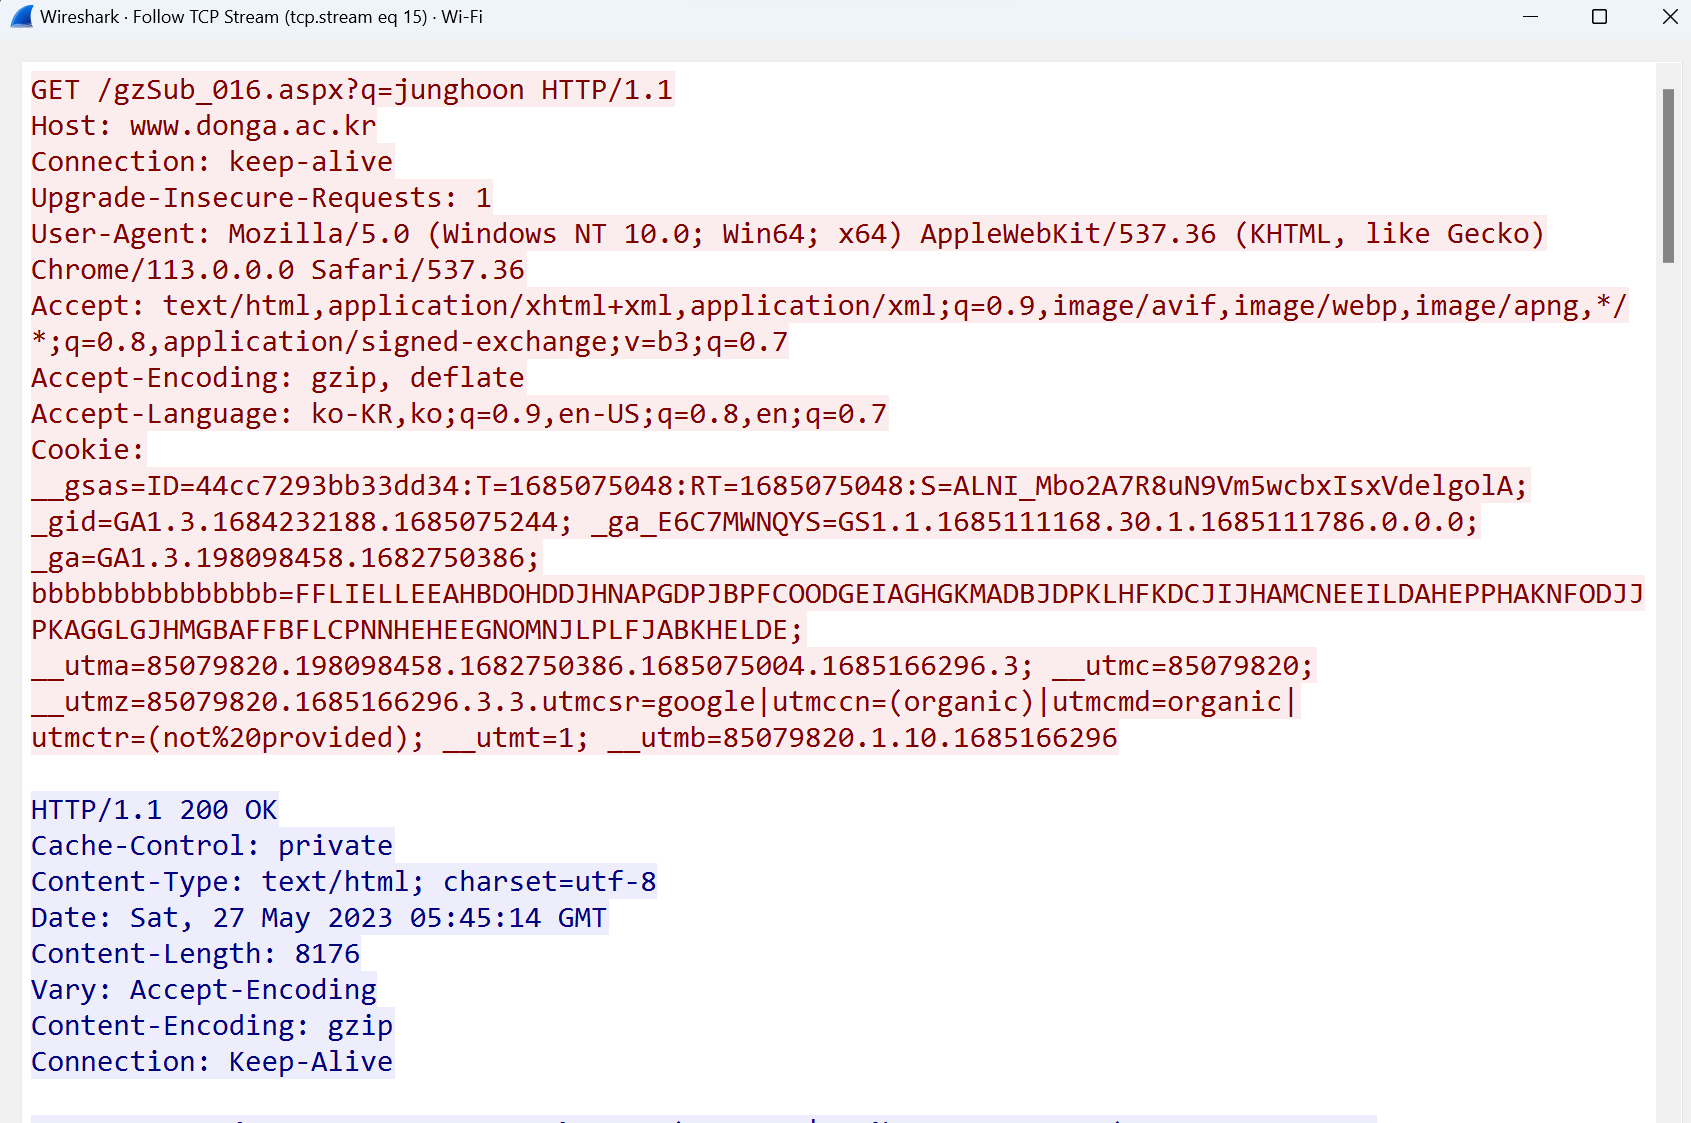 Wireshark · Follow TCP Stream (tcp.stream eq 15) · Wi-Fi
GET /gzSub_016.aspx?q=junghoon HTTP/1.1
Host: www.donga.ac.kr
Connection: keep-alive
Upgrade-Insecure-Requests: 1
User-Agent: Mozilla/5.0 (Windows NT 10.0; Win64; x64) AppleWebKit/537.36 (KHTML, like Gecko)
Chrome/113.0.0.0 Safari/537.36
Accept: text/html,application/xhtml+xml,application/xml;q=0.9,image/avif,image/webp,image/apng,*/
*;q=0.8,application/signed-exchange;v=b3;q=0.7
Accept-Encoding: gzip, deflate
Accept-Language: ko-KR,ko;q=0.9,en-US;q=0.8,en;q=0.7
Cookie:
__gsas=ID=44cc7293bb33dd34:T=1685075048:RT=1685075048:S=ALNI_Mbo2A7R8uN9Vm5wcbxIsxVdelgolA;
_gid=GA1.3.1684232188.1685075244; _ga_E6C7MWNQYS=GS1.1.1685111168.30.1.1685111786.0.0.0;
_ga=GA1.3.198098458.1682750386;
bbbbbbbbbbbbbbb=FFLIELLEEAHBDOHDDJHNAPGDPJBPFCOODGEIAGHGKMADBJDPKLHFKDCJIJHAMCNEEILDAHEPPHAKNFODJJ
PKAGGLGJHMGBAFFBFLCPNNHEHEEGNOMNJLPLFJABKHELDE;
__utma=85079820.198098458.1682750386.1685075004.1685166296.3; __utmc=85079820;
__utmz=85079820.1685166296.3.3.utmcsr=google|utmccn=(organic)|utmcmd=organic|
utmctr=(not%20provided); __utmt=1; __utmb=85079820.1.10.1685166296
HTTP/1.1 200 OK
Cache-Control: private
Content-Type: text/html; charset=utf-8
Date: Sat, 27 May 2023 05:45:14 GMT
Content-Length: 8176
Vary: Accept-Encoding
Content-Encoding: gzip
Connection: Keep-Alive